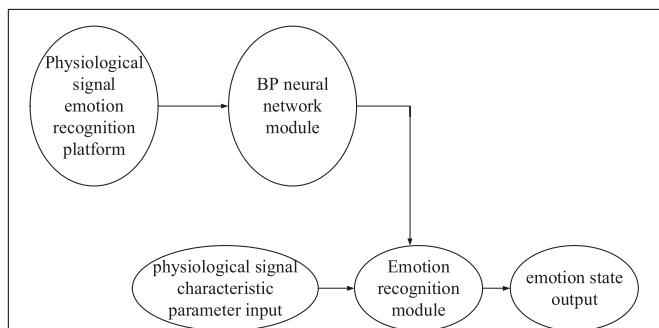 Physiological
signal
emotion
recognition
platform
BP neural
network
module
physiological signal
characteristic
parameter input
Emotion
recognition
module
emotion state
output